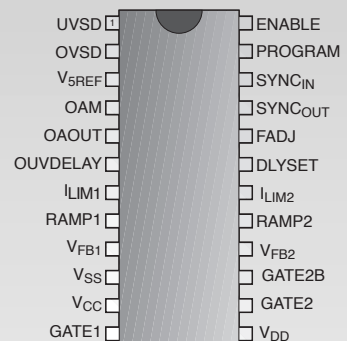 UVSD 1 ENABLE
OVSD PROGRAM
V5REF SYNCIN
OAM SYNCOUT
OAOUT FADJ
OUVDELAY DLYSET
ILIM1 ILIM2
RAMP1 RAMP2
VFB1 VFB2
VSS GATE2B
VCC GATE2
GATE1 VDD